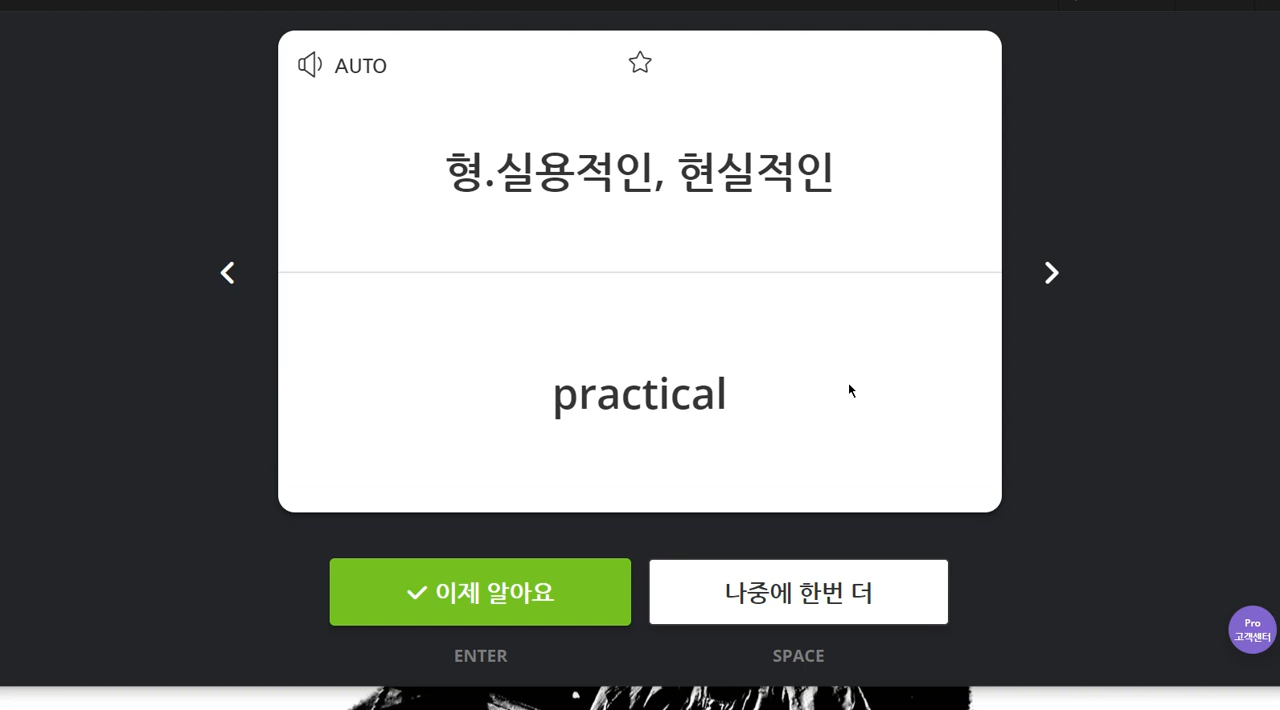 AUTO
형.실용적인, 현실적인
practical
이제 알아요
나중에 한번 더
ENTER
SPACE
Pro
고객센터